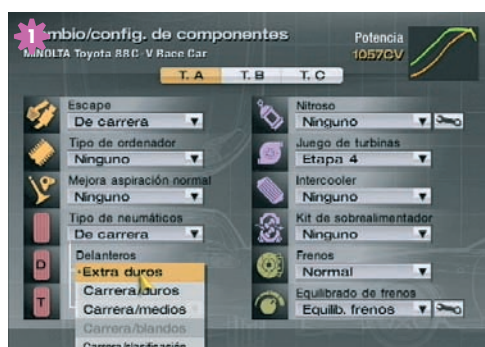 1
mbio/config. de componentes
Potencia
MINOLTA Toyota 88C-V Race Car
1057CV
T. A
T. B
T. C
Escape
De carrera
Tipo de ordenador
Ninguno
Mejora aspiración normal
Ninguno
Tipo de neumáticos
De carrera
D
Delanteros
Extra duros
Carrera/duros
T
Carrera/medios
Carrera/blandos
Carrera/clasificación
Nitroso
Ninguno
Juego de turbinas
Etapa 4
Intercooler
Ninguno
Kit de sobrealimentador
Ninguno
Frenos
Normal
Equilibrado de frenos
Equilib. frenos